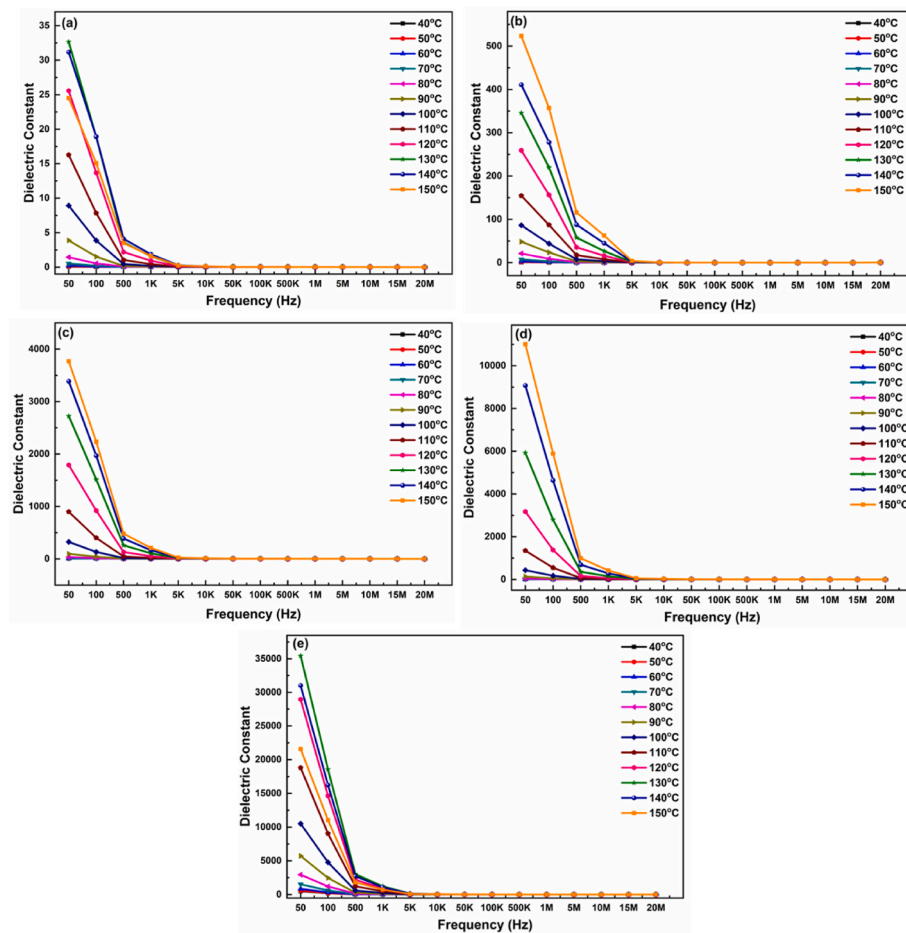 (a)
Dielectric Constant
35
30
25
20
15
10
5
0
50 100 500 1K 5K 10K 50K 100K 500K 1M 5M 10M 15M 20M
Frequency (Hz)
40°C
50°C
60°C
70°C
80°C
90°C
100°C
110°C
120°C
130°C
140°C
150°C
(b)
Dielectric Constant
500
400
300
200
100
0
50 100 500 1K 5K 10K 50K 100K 500K 1M 5M 10M 15M 20M
Frequency (Hz)
40°C
50°C
60°C
70°C
80°C
90°C
100°C
110°C
120°C
130°C
140°C
150°C
(c)
Dielectric Constant
4000
3000
2000
1000
0
50 100 500 1K 5K 10K 50K 100K 500K 1M 5M 10M 15M 20M
Frequency (Hz)
40°C
50°C
60°C
70°C
80°C
90°C
100°C
110°C
120°C
130°C
140°C
150°C
(d)
Dielectric Constant
10000
8000
6000
4000
2000
0
50 100 500 1K 5K 10K 50K 100K 500K 1M 5M 10M 15M 20M
Frequency (Hz)
40°C
50°C
60°C
70°C
80°C
90°C
100°C
110°C
120°C
130°C
140°C
150°C
(e)
Dielectric Constant
35000
30000
25000
20000
15000
10000
5000
0
50 100 500 1K 5K 10K 50K 100K 500K 1M 5M 10M 15M 20M
Frequency (Hz)
40°C
50°C
60°C
70°C
80°C
90°C
100°C
110°C
120°C
130°C
140°C
150°C